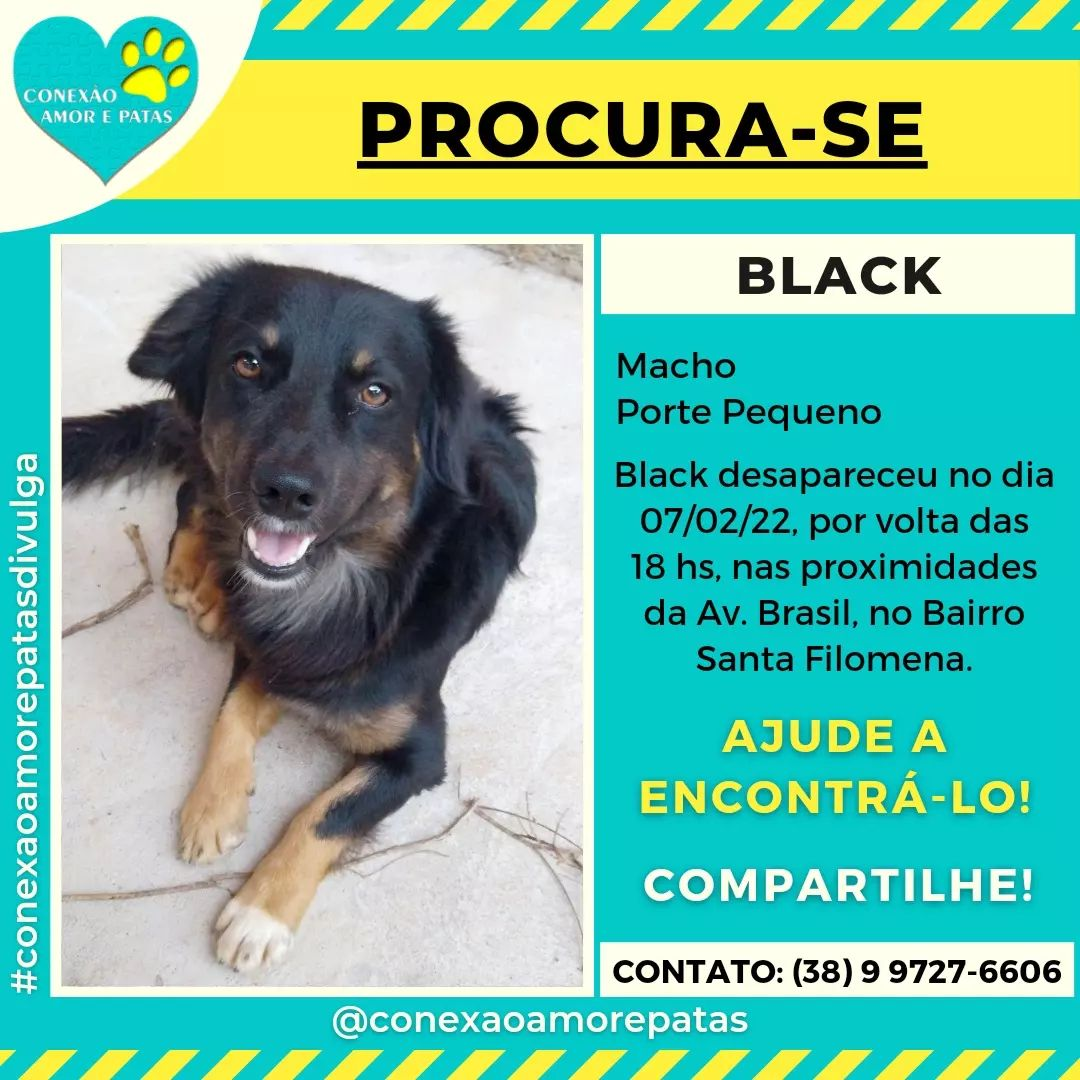 CONEXÃO
AMOR E PATAS
PROCURA-SE
BLACK
Macho
Porte Pequeno
Black desapareceu no dia
07/02/22, por volta das
18 hs, nas proximidades
da Av. Brasil, no Bairro
Santa Filomena.
AJUDE A
ENCONTRÁ-LO!
COMPARTILHE!
CONTATO: (38) 9 9727-6606
#conexaoamorepatasdivulga
@conexaoamorepatas